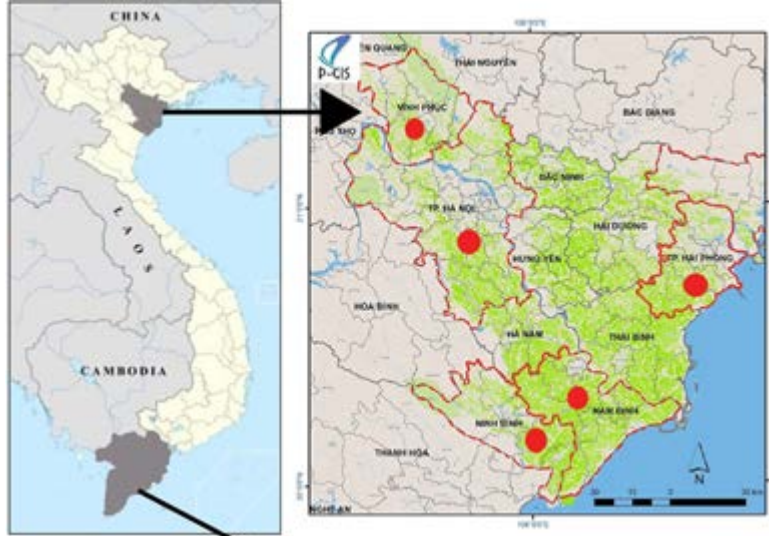 CHINA
LAOS
CAMBODIA
P-CIS
THÁI NGUYÊN
VĨNH PHÚC
BẮC GIANG
BẮC NINH
TP. HÀ NỘI
HẢI DƯƠNG
HƯNG YÊN
TP. HẢI PHÒNG
HÒA BÌNH
HÀ NAM
THÁI BÌNH
NAM ĐỊNH
NINH BÌNH
THANH HÓA
N